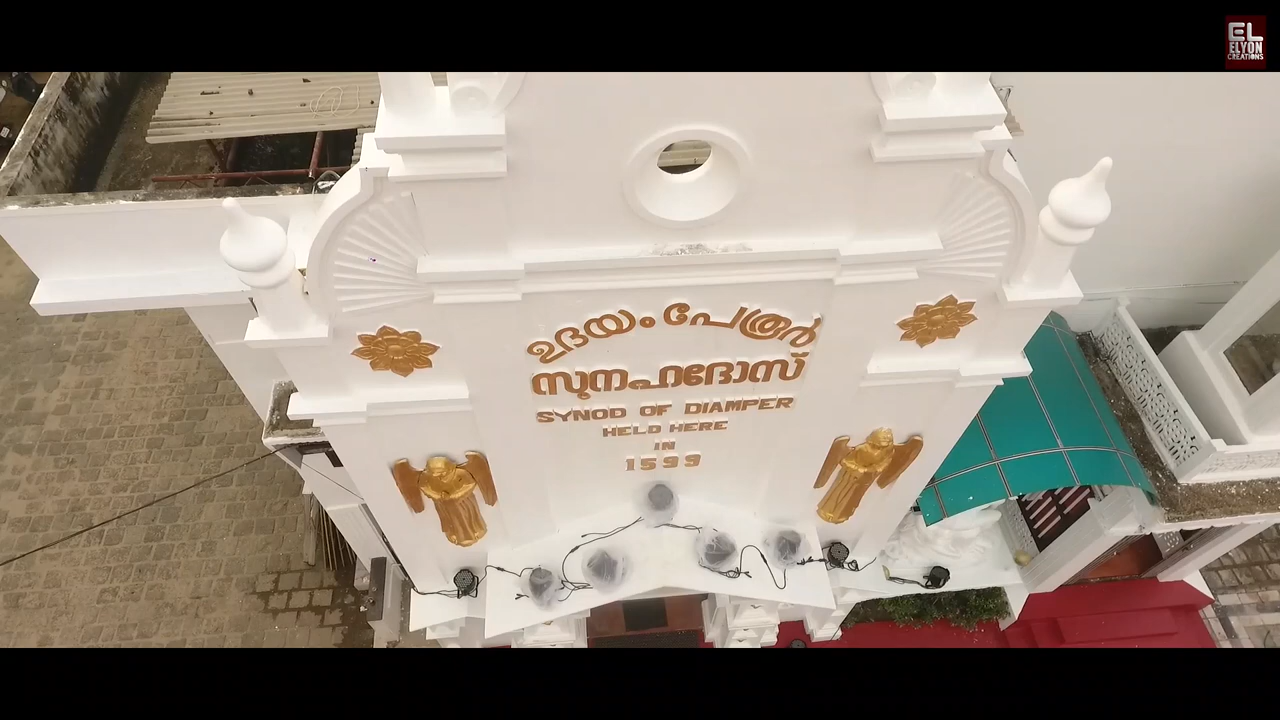 EL
ELYON
CREATIONS
ഉദയം പേരൂർ
സൂനഹദോസ്
SYNOD OF DIAMPER
HELD HERE
IN
1599